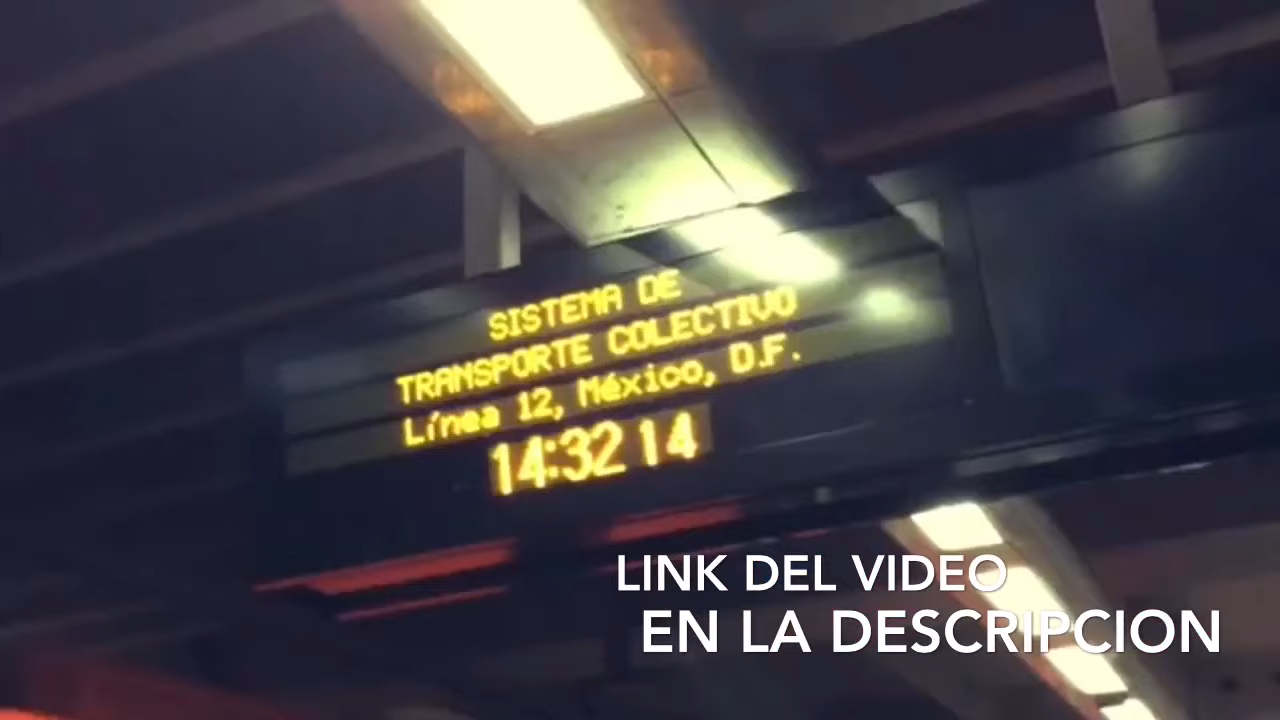 SISTEMA DE
TRANSPORTE COLECTIVO
Línea 12, México, D.F.
14:32 14
LINK DEL VIDEO
EN LA DESCRIPCION